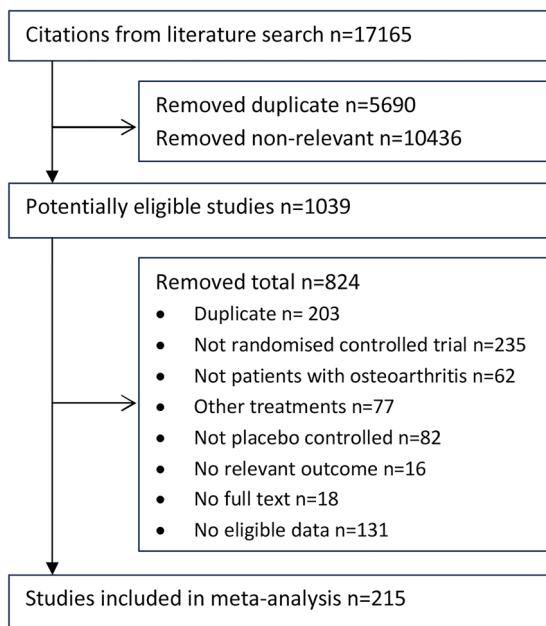 Citations from literature search n=17165
Removed duplicate n=5690
Removed non-relevant n=10436
Potentially eligible studies n=1039
Removed total n=824
• Duplicate n= 203
• Not randomised controlled trial n=235
• Not patients with osteoarthritis n=62
• Other treatments n=77
• Not placebo controlled n=82
• No relevant outcome n=16
• No full text n=18
• No eligible data n=131
Studies included in meta-analysis n=215